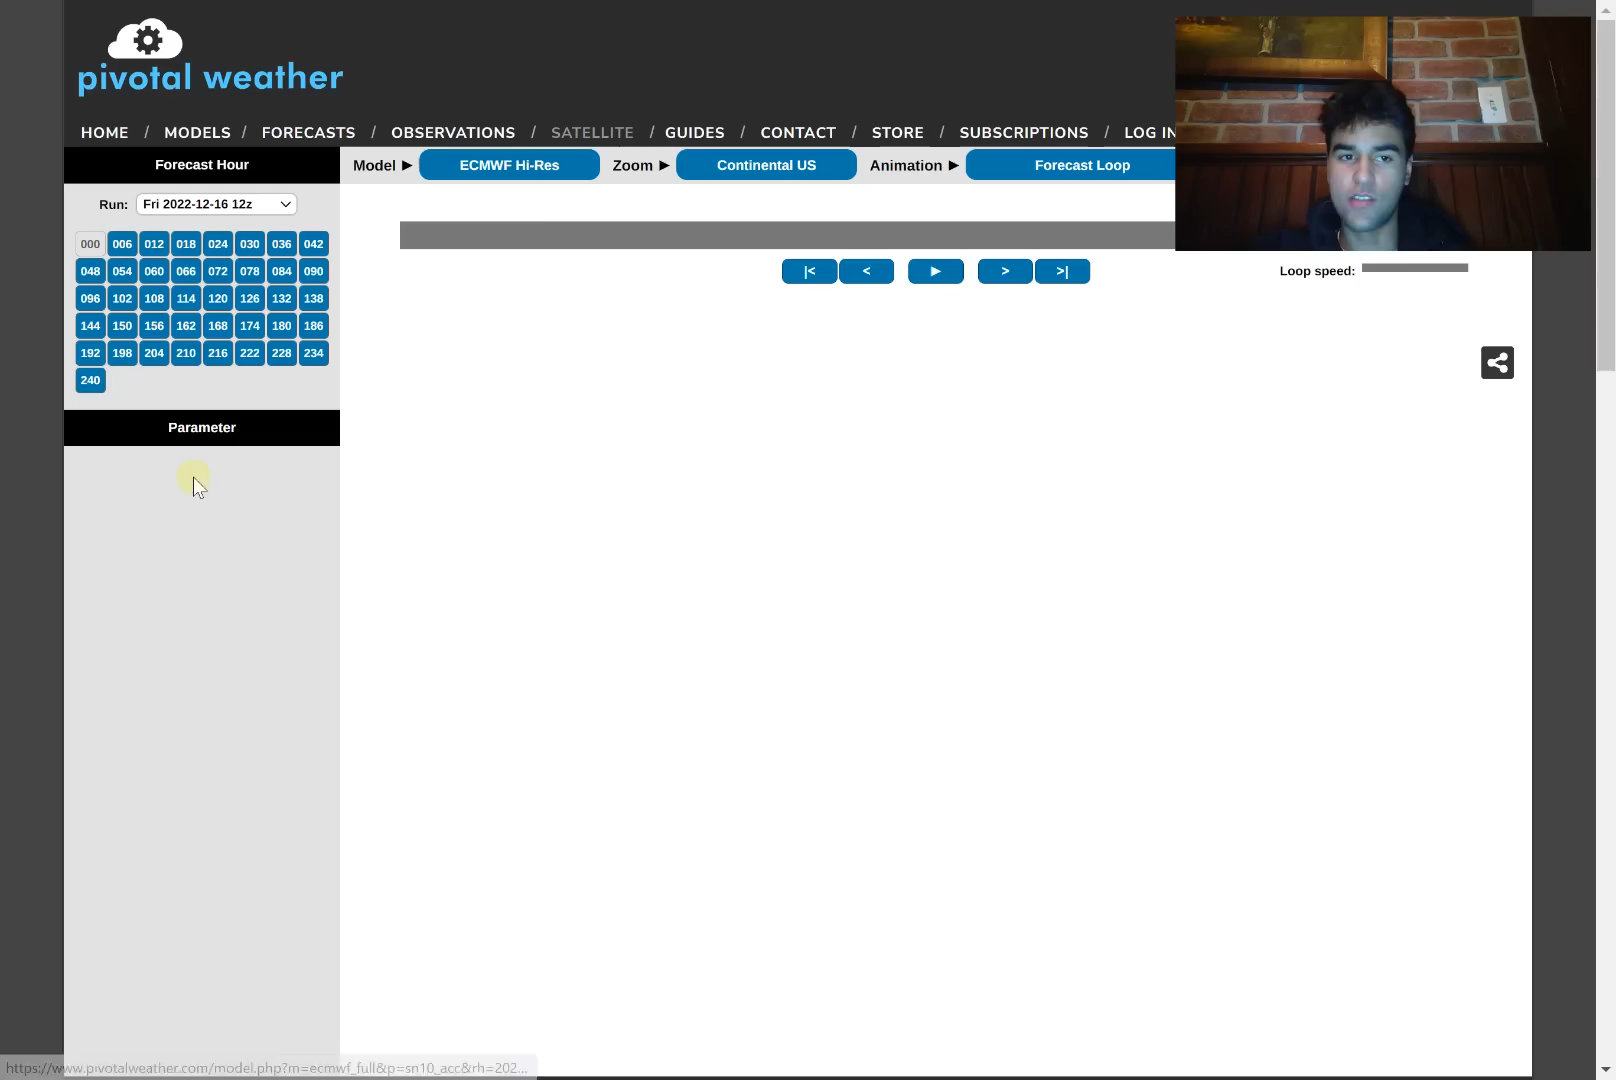 pivotal weather
HOME / MODELS / FORECASTS / OBSERVATIONS / SATELLITE / GUIDES / CONTACT / STORE / SUBSCRIPTIONS / LOG IN
Forecast Hour
Model ► ECMWF Hi-Res Zoom ► Continental US Animation ► Forecast Loop
Run: Fri 2022-12-16 12z
000 006 012 018 024 030 036 042
048 054 060 066 072 078 084 090
096 102 108 114 120 126 132 138
144 150 156 162 168 174 180 186
192 198 204 210 216 222 228 234
240
|< < ► > >|
Loop speed:
Parameter
https://www.pivotalweather.com/model.php?m=ecmwf_full&p=sn10_acc&rh=202...